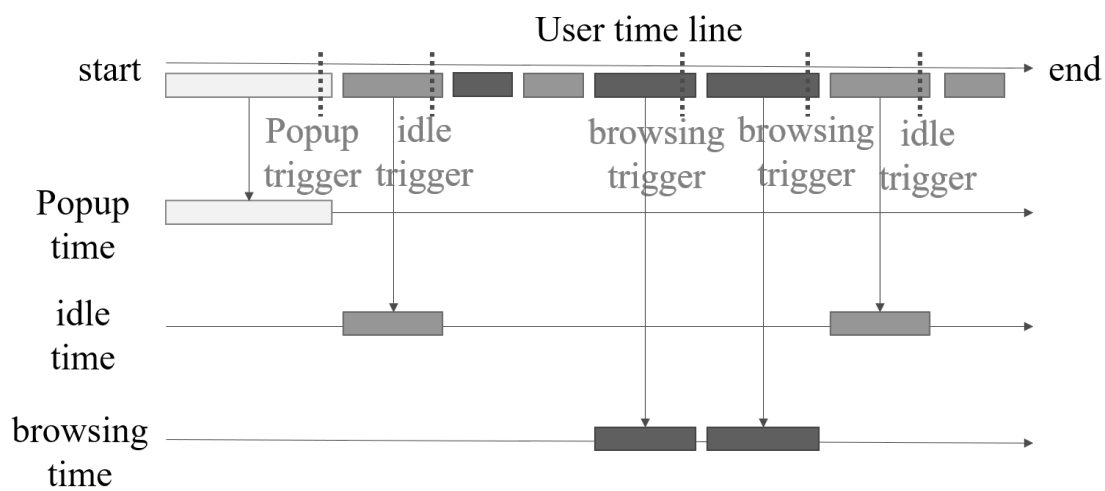 User time line
start
end
Popup
trigger
idle
trigger
browsing
trigger
browsing
trigger
idle
trigger
Popup
time
idle
time
browsing
time